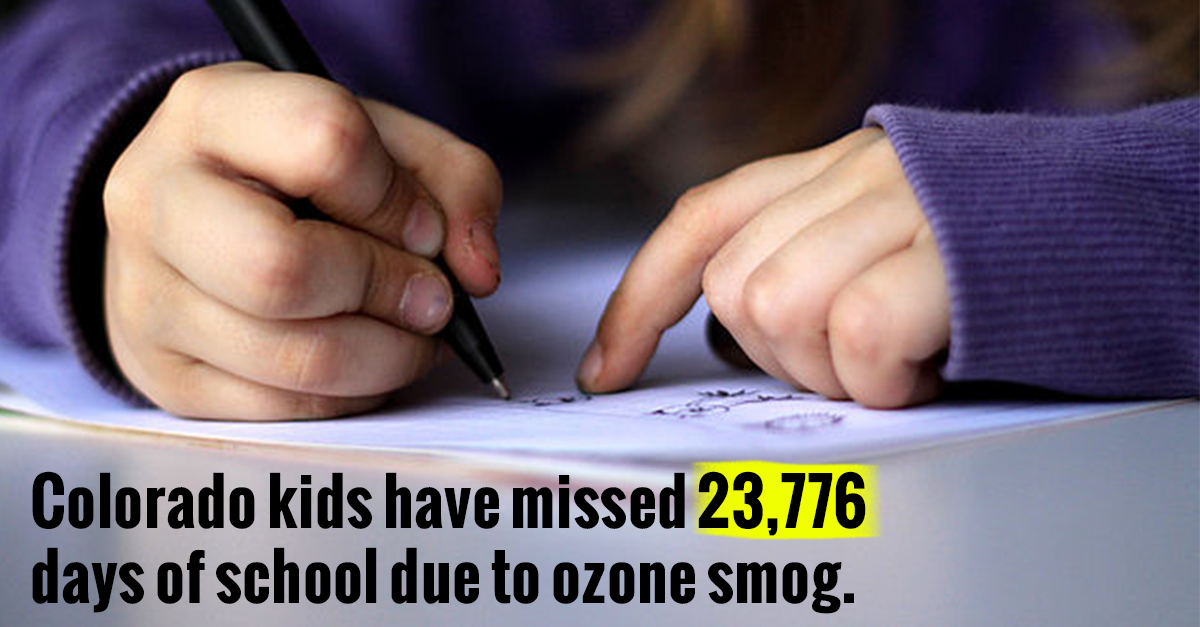 Colorado kids have missed 23,776
days of school due to ozone smog.